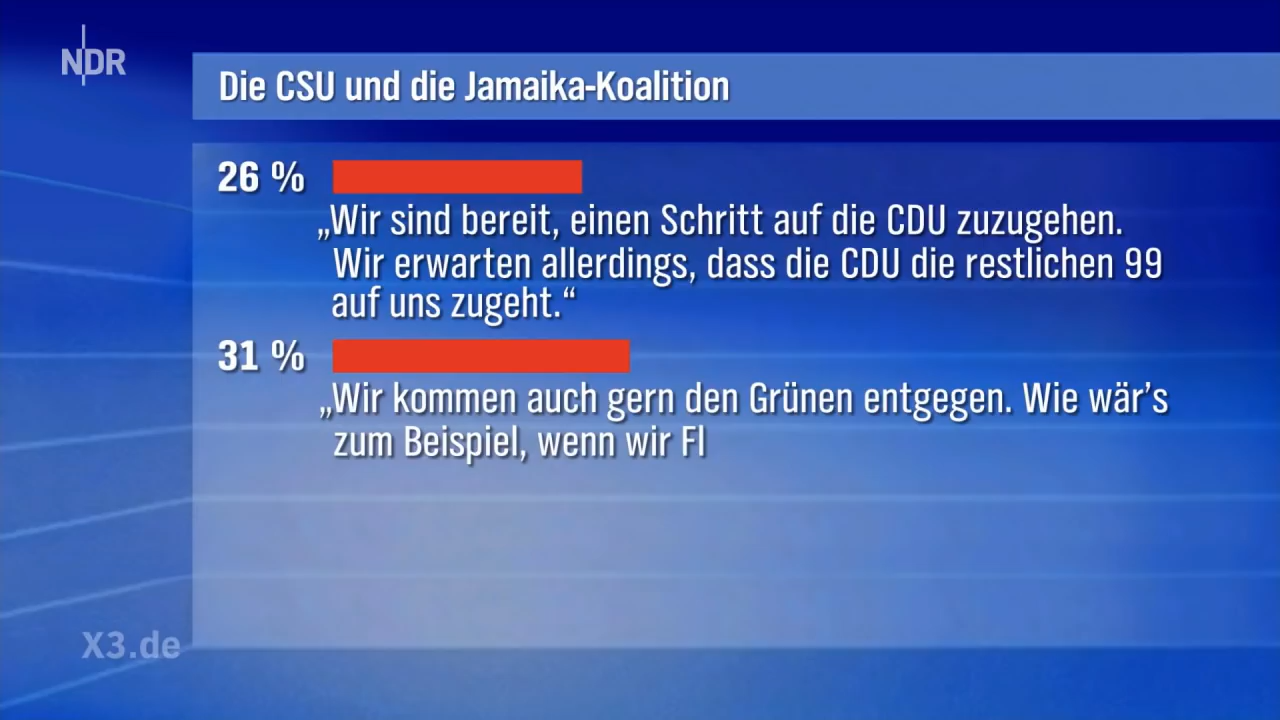 NDR
Die CSU und die Jamaika-Koalition
26 %
„Wir sind bereit, einen Schritt auf die CDU zuzugehen.
Wir erwarten allerdings, dass die CDU die restlichen 99
auf uns zugeht.“
31 %
„Wir kommen auch gern den Grünen entgegen. Wie wär’s
zum Beispiel, wenn wir Fl
X3.de